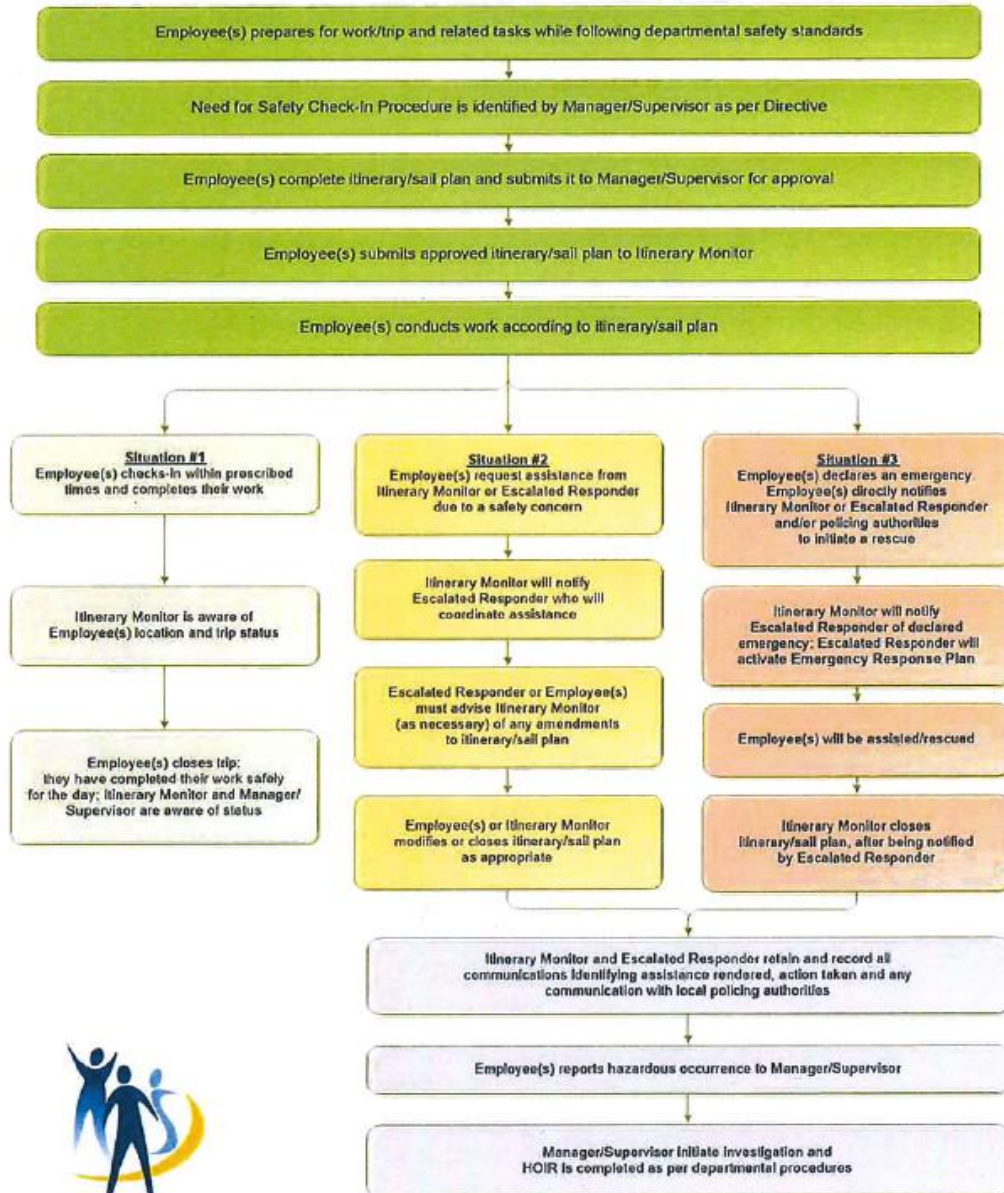 Employee(s) prepares for work/trip and related tasks while following departmental safety standards
Need for Safety Check-In Procedure is identified by Manager/Supervisor as per Directive
Employee(s) complete itinerary/sail plan and submits it to Manager/Supervisor for approval
Employee(s) submits approved itinerary/sail plan to Itinerary Monitor
Employee(s) conducts work according to itinerary/sail plan
Situation #1
Employee(s) checks-in within prescribed
times and completes their work
Itinerary Monitor is aware of
Employee(s) location and trip status
Employee(s) closes trip;
they have completed their work safely
for the day; Itinerary Monitor and Manager/
Supervisor are aware of status
Situation #2
Employee(s) request assistance from
Itinerary Monitor or Escalated Responder
due to a safety concern
Itinerary Monitor will notify
Escalated Responder who will
coordinate assistance
Escalated Responder or Employee(s)
must advise Itinerary Monitor
(as necessary) of any amendments
to itinerary/sail plan
Employee(s) or Itinerary Monitor
modifies or closes itinerary/sail plan
as appropriate
Situation #3
Employee(s) declares an emergency.
Employee(s) directly notifies
Itinerary Monitor or Escalated Responder
and/or policing authorities
to initiate a rescue
Itinerary Monitor will notify
Escalated Responder of declared
emergency; Escalated Responder will
activate Emergency Response Plan
Employee(s) will be assisted/rescued
Itinerary Monitor closes
itinerary/sail plan, after being notified
by Escalated Responder
Itinerary Monitor and Escalated Responder retain and record all
communications identifying assistance rendered, action taken and any
communication with local policing authorities
Employee(s) reports hazardous occurrence to Manager/Supervisor
Manager/Supervisor initiate investigation and
HOIR is completed as per departmental procedures